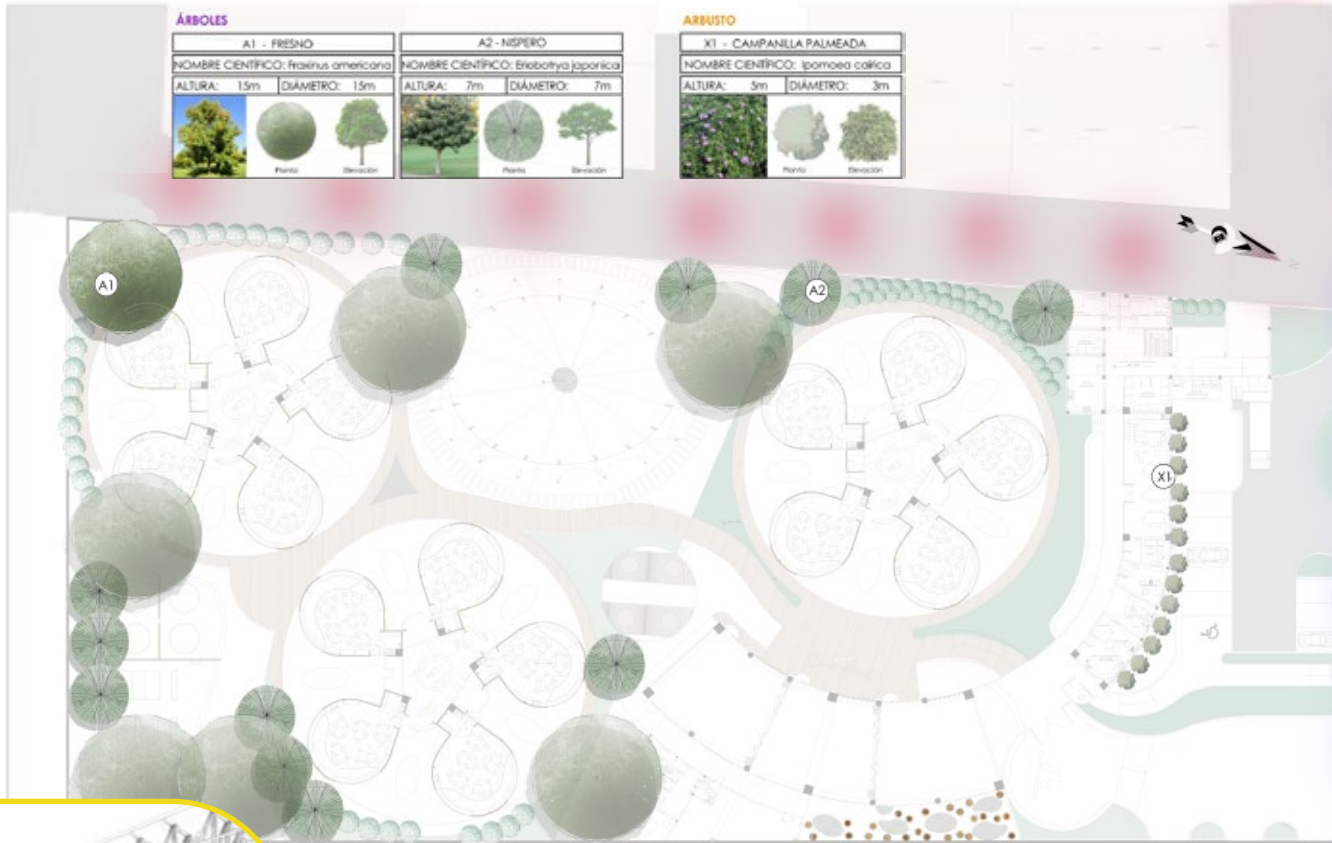 ÁRBOLES
A1 - FRESNO
NOMBRE CIENTÍFICO: Fraxinus americana
ALTURA: 15m DIÁMETRO: 15m
Planta Elevación
A2 - NISPERO
NOMBRE CIENTÍFICO: Eriobotrya japonica
ALTURA: 7m DIÁMETRO: 7m
Planta Elevación
ARBUSTO
X1 - CAMPANILLA PALMEADA
NOMBRE CIENTÍFICO: Ipomoea cairica
ALTURA: 5m DIÁMETRO: 3m
Planta Elevación
A1
A2
X1